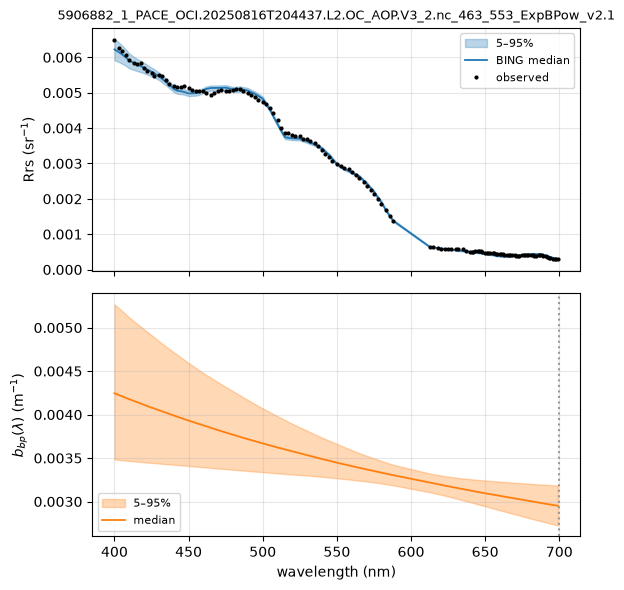 5906882_1_PACE_OCI.20250816T204437.L2.OC_AOP.V3_2.nc_463_553_ExpBPow_v2.1
0.006
0.005
0.004
0.003
0.002
0.001
0.000
Rrs (sr⁻¹)
5–95%
BING median
observed
0.0050
0.0045
0.0040
0.0035
0.0030
b_bp(λ) (m⁻¹)
5–95%
median
400 450 500 550 600 650 700
wavelength (nm)